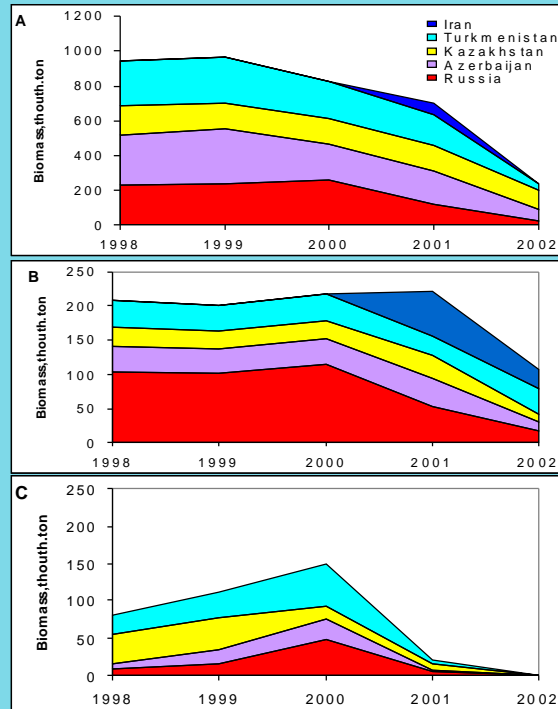 A
Biomass,thouth.ton
1200
1000
800
600
400
200
0
1998 1999 2000 2001 2002
Iran
Turkmenistan
Kazakhstan
Azerbaijan
Russia
B
Biomass,thouth.ton
250
200
150
100
50
0
1998 1999 2000 2001 2002
C
Biomass,thouth.ton
250
200
150
100
50
0
1998 1999 2000 2001 2002